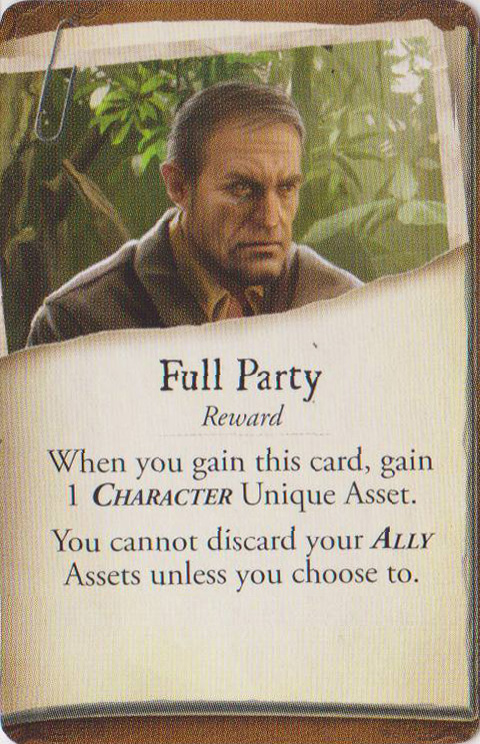 Full Party
Reward
When you gain this card, gain
1 CHARACTER Unique Asset.
You cannot discard your ALLY
Assets unless you choose to.